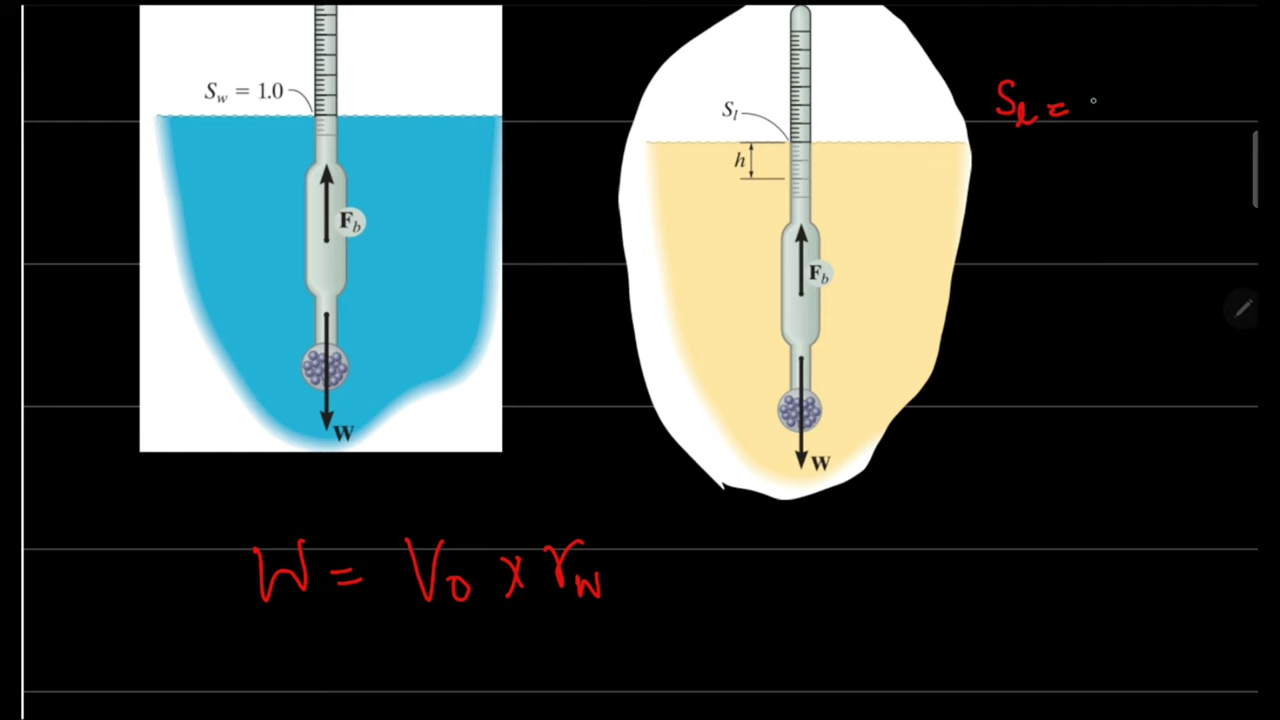 S_w = 1.0
F_b
W
S_l
h
F_b
W
S_l =
W = V_0 × γ_w